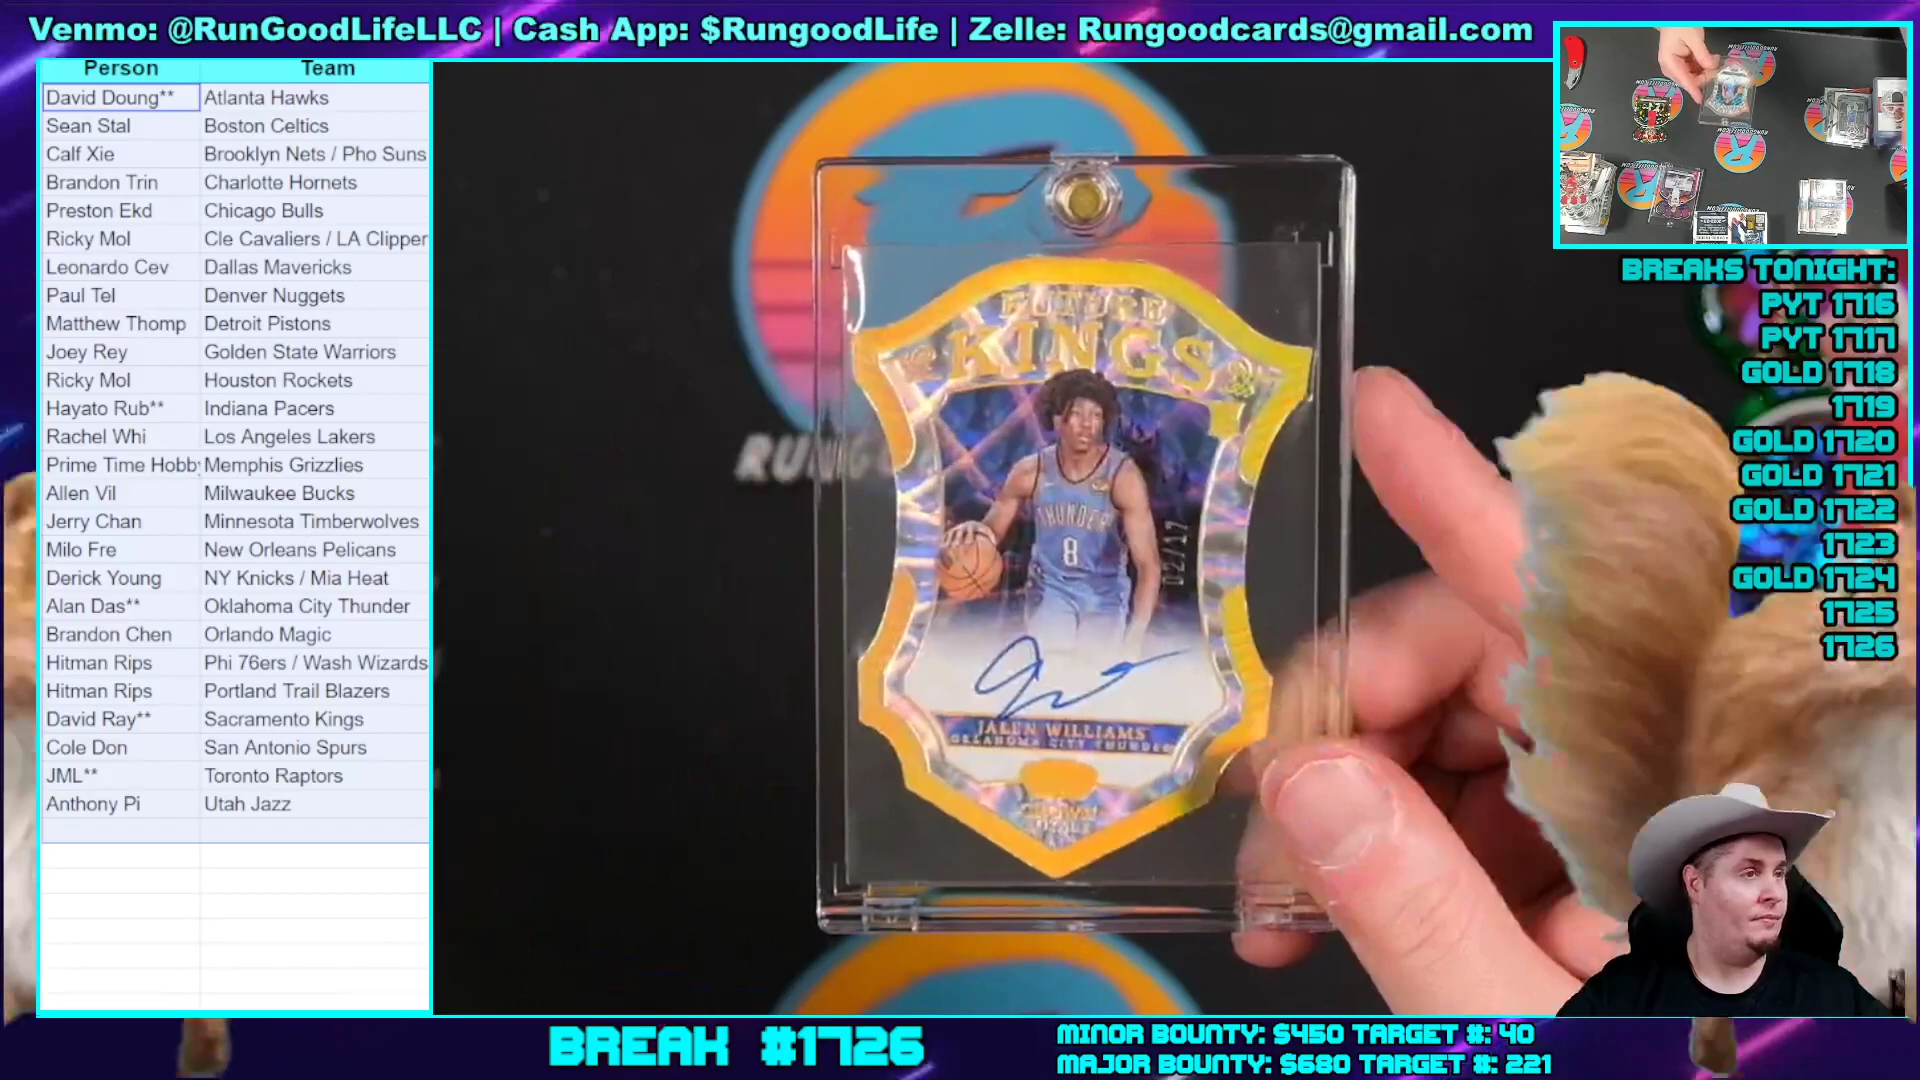 Venmo: @RunGoodLifeLLC | Cash App: $RungoodLife | Zelle: Rungoodcards@gmail.com
Person Team
David Doung** Atlanta Hawks
Sean Stal Boston Celtics
Calf Xie Brooklyn Nets / Pho Suns
Brandon Trin Charlotte Hornets
Preston Ekd Chicago Bulls
Ricky Mol Cle Cavaliers / LA Clipper
Leonardo Cev Dallas Mavericks
Paul Tel Denver Nuggets
Matthew Thomp Detroit Pistons
Joey Rey Golden State Warriors
Ricky Mol Houston Rockets
Hayato Rub** Indiana Pacers
Rachel Whi Los Angeles Lakers
Prime Time Hobby Memphis Grizzlies
Allen Vil Milwaukee Bucks
Jerry Chan Minnesota Timberwolves
Milo Fre New Orleans Pelicans
Derick Young NY Knicks / Mia Heat
Alan Das** Oklahoma City Thunder
Brandon Chen Orlando Magic
Hitman Rips Phi 76ers / Wash Wizards
Hitman Rips Portland Trail Blazers
David Ray** Sacramento Kings
Cole Don San Antonio Spurs
JML** Toronto Raptors
Anthony Pi Utah Jazz
FUTURE
KINGS
THUNDER
8
02/17
JALEN WILLIAMS
OKLAHOMA CITY THUNDER
BREAKS TONIGHT:
PYT 1716
PYT 1717
GOLD 1718
1719
GOLD 1720
GOLD 1721
GOLD 1722
1723
GOLD 1724
1725
1726
BREAK #1726
MINOR BOUNTY: $450 TARGET #: 40
MAJOR BOUNTY: $680 TARGET #: 221